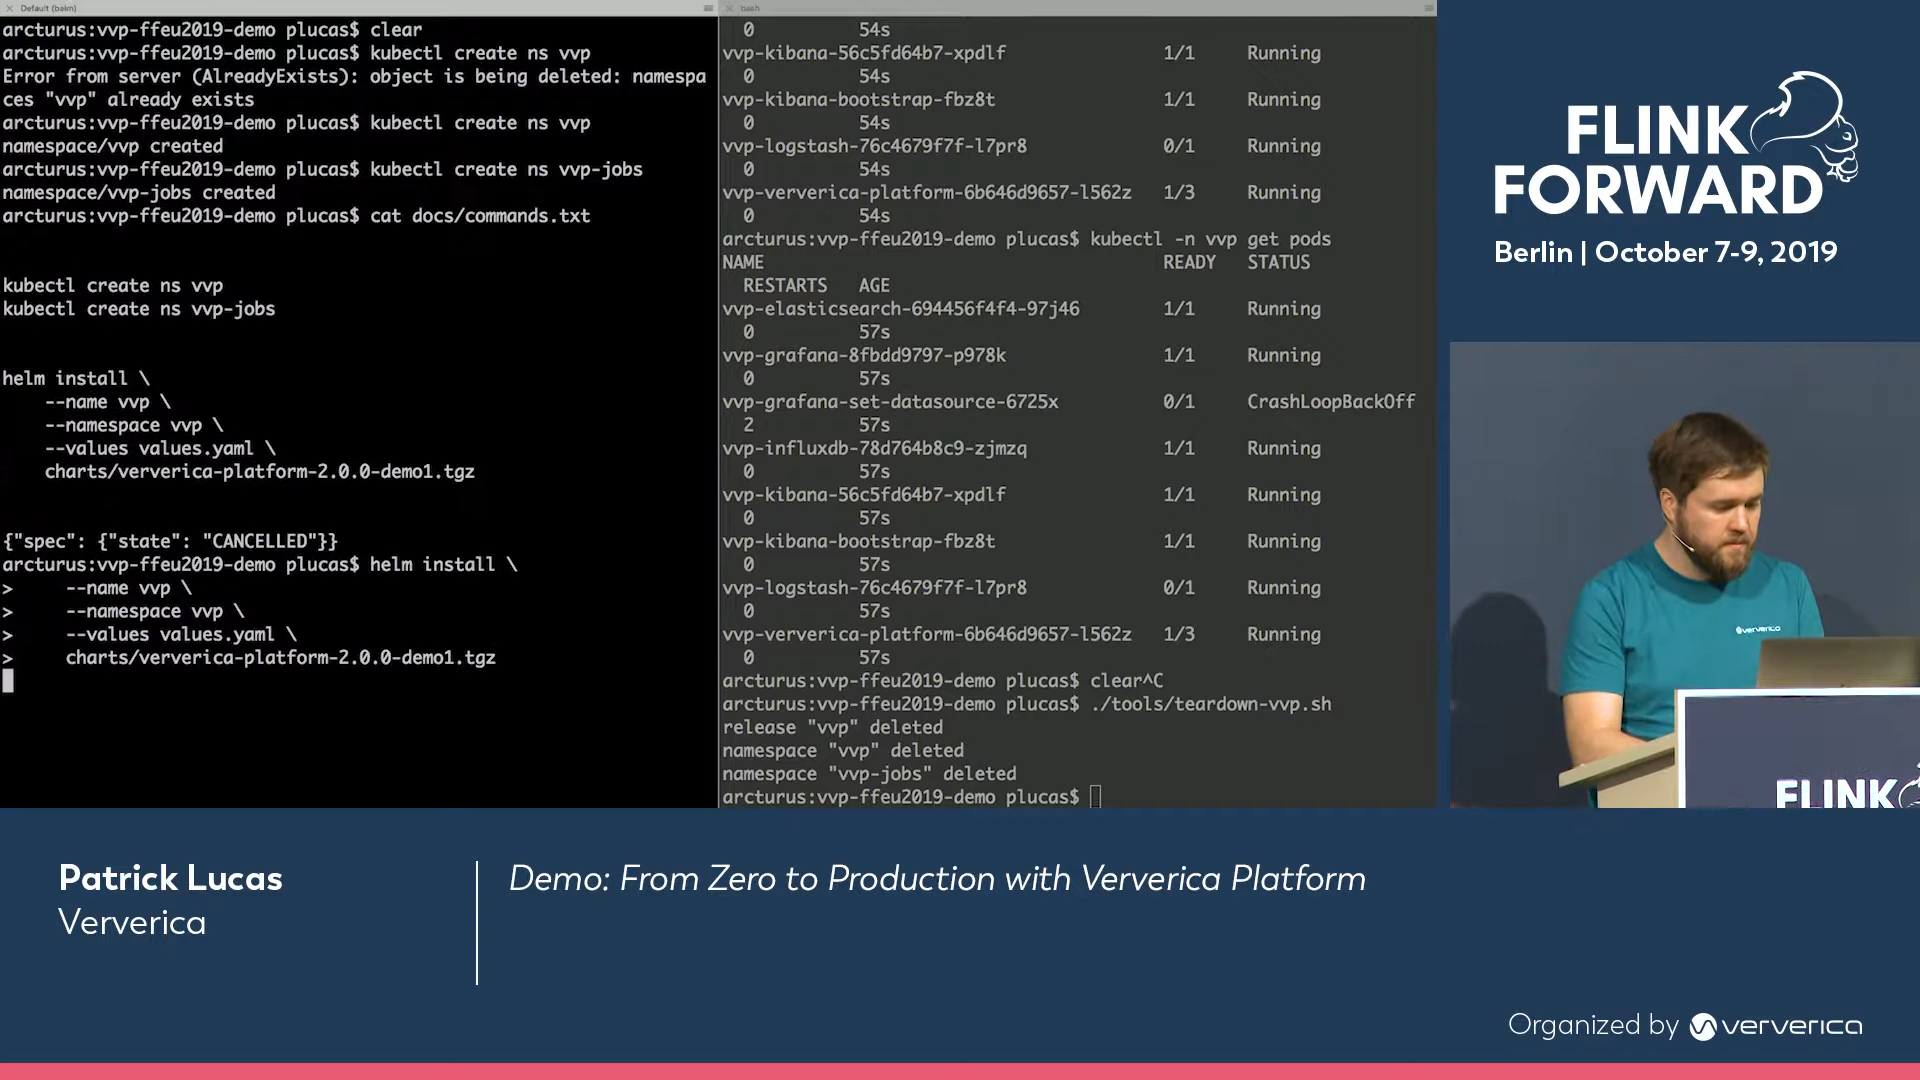 Default (balm)
arcturus:vvp-ffeu2019-demo plucas$ clear
arcturus:vvp-ffeu2019-demo plucas$ kubectl create ns vvp
Error from server (AlreadyExists): object is being deleted: namespa
ces "vvp" already exists
arcturus:vvp-ffeu2019-demo plucas$ kubectl create ns vvp
namespace/vvp created
arcturus:vvp-ffeu2019-demo plucas$ kubectl create ns vvp-jobs
namespace/vvp-jobs created
arcturus:vvp-ffeu2019-demo plucas$ cat docs/commands.txt
kubectl create ns vvp
kubectl create ns vvp-jobs
helm install \
--name vvp \
--namespace vvp \
--values values.yaml \
charts/ververica-platform-2.0.0-demo1.tgz
{"spec": {"state": "CANCELLED"}}
arcturus:vvp-ffeu2019-demo plucas$ helm install \
> --name vvp \
> --namespace vvp \
> --values values.yaml \
> charts/ververica-platform-2.0.0-demo1.tgz
bash
0 54s
vvp-kibana-56c5fd64b7-xpdlf 1/1 Running
0 54s
vvp-kibana-bootstrap-fbz8t 1/1 Running
0 54s
vvp-logstash-76c4679f7f-l7pr8 0/1 Running
0 54s
vvp-ververica-platform-6b646d9657-l562z 1/3 Running
0 54s
arcturus:vvp-ffeu2019-demo plucas$ kubectl -n vvp get pods
NAME READY STATUS
RESTARTS AGE
vvp-elasticsearch-694456f4f4-97j46 1/1 Running
0 57s
vvp-grafana-8fbdd9797-p978k 1/1 Running
0 57s
vvp-grafana-set-datasource-6725x 0/1 CrashLoopBackOff
2 57s
vvp-influxdb-78d764b8c9-zjmzq 1/1 Running
0 57s
vvp-kibana-56c5fd64b7-xpdlf 1/1 Running
0 57s
vvp-kibana-bootstrap-fbz8t 1/1 Running
0 57s
vvp-logstash-76c4679f7f-l7pr8 0/1 Running
0 57s
vvp-ververica-platform-6b646d9657-l562z 1/3 Running
0 57s
arcturus:vvp-ffeu2019-demo plucas$ clear^C
arcturus:vvp-ffeu2019-demo plucas$ ./tools/teardown-vvp.sh
release "vvp" deleted
namespace "vvp" deleted
namespace "vvp-jobs" deleted
arcturus:vvp-ffeu2019-demo plucas$
FLINK
FORWARD
Berlin | October 7-9, 2019
ververica
FLINK
Patrick Lucas
Ververica
Demo: From Zero to Production with Ververica Platform
Organized by ververica